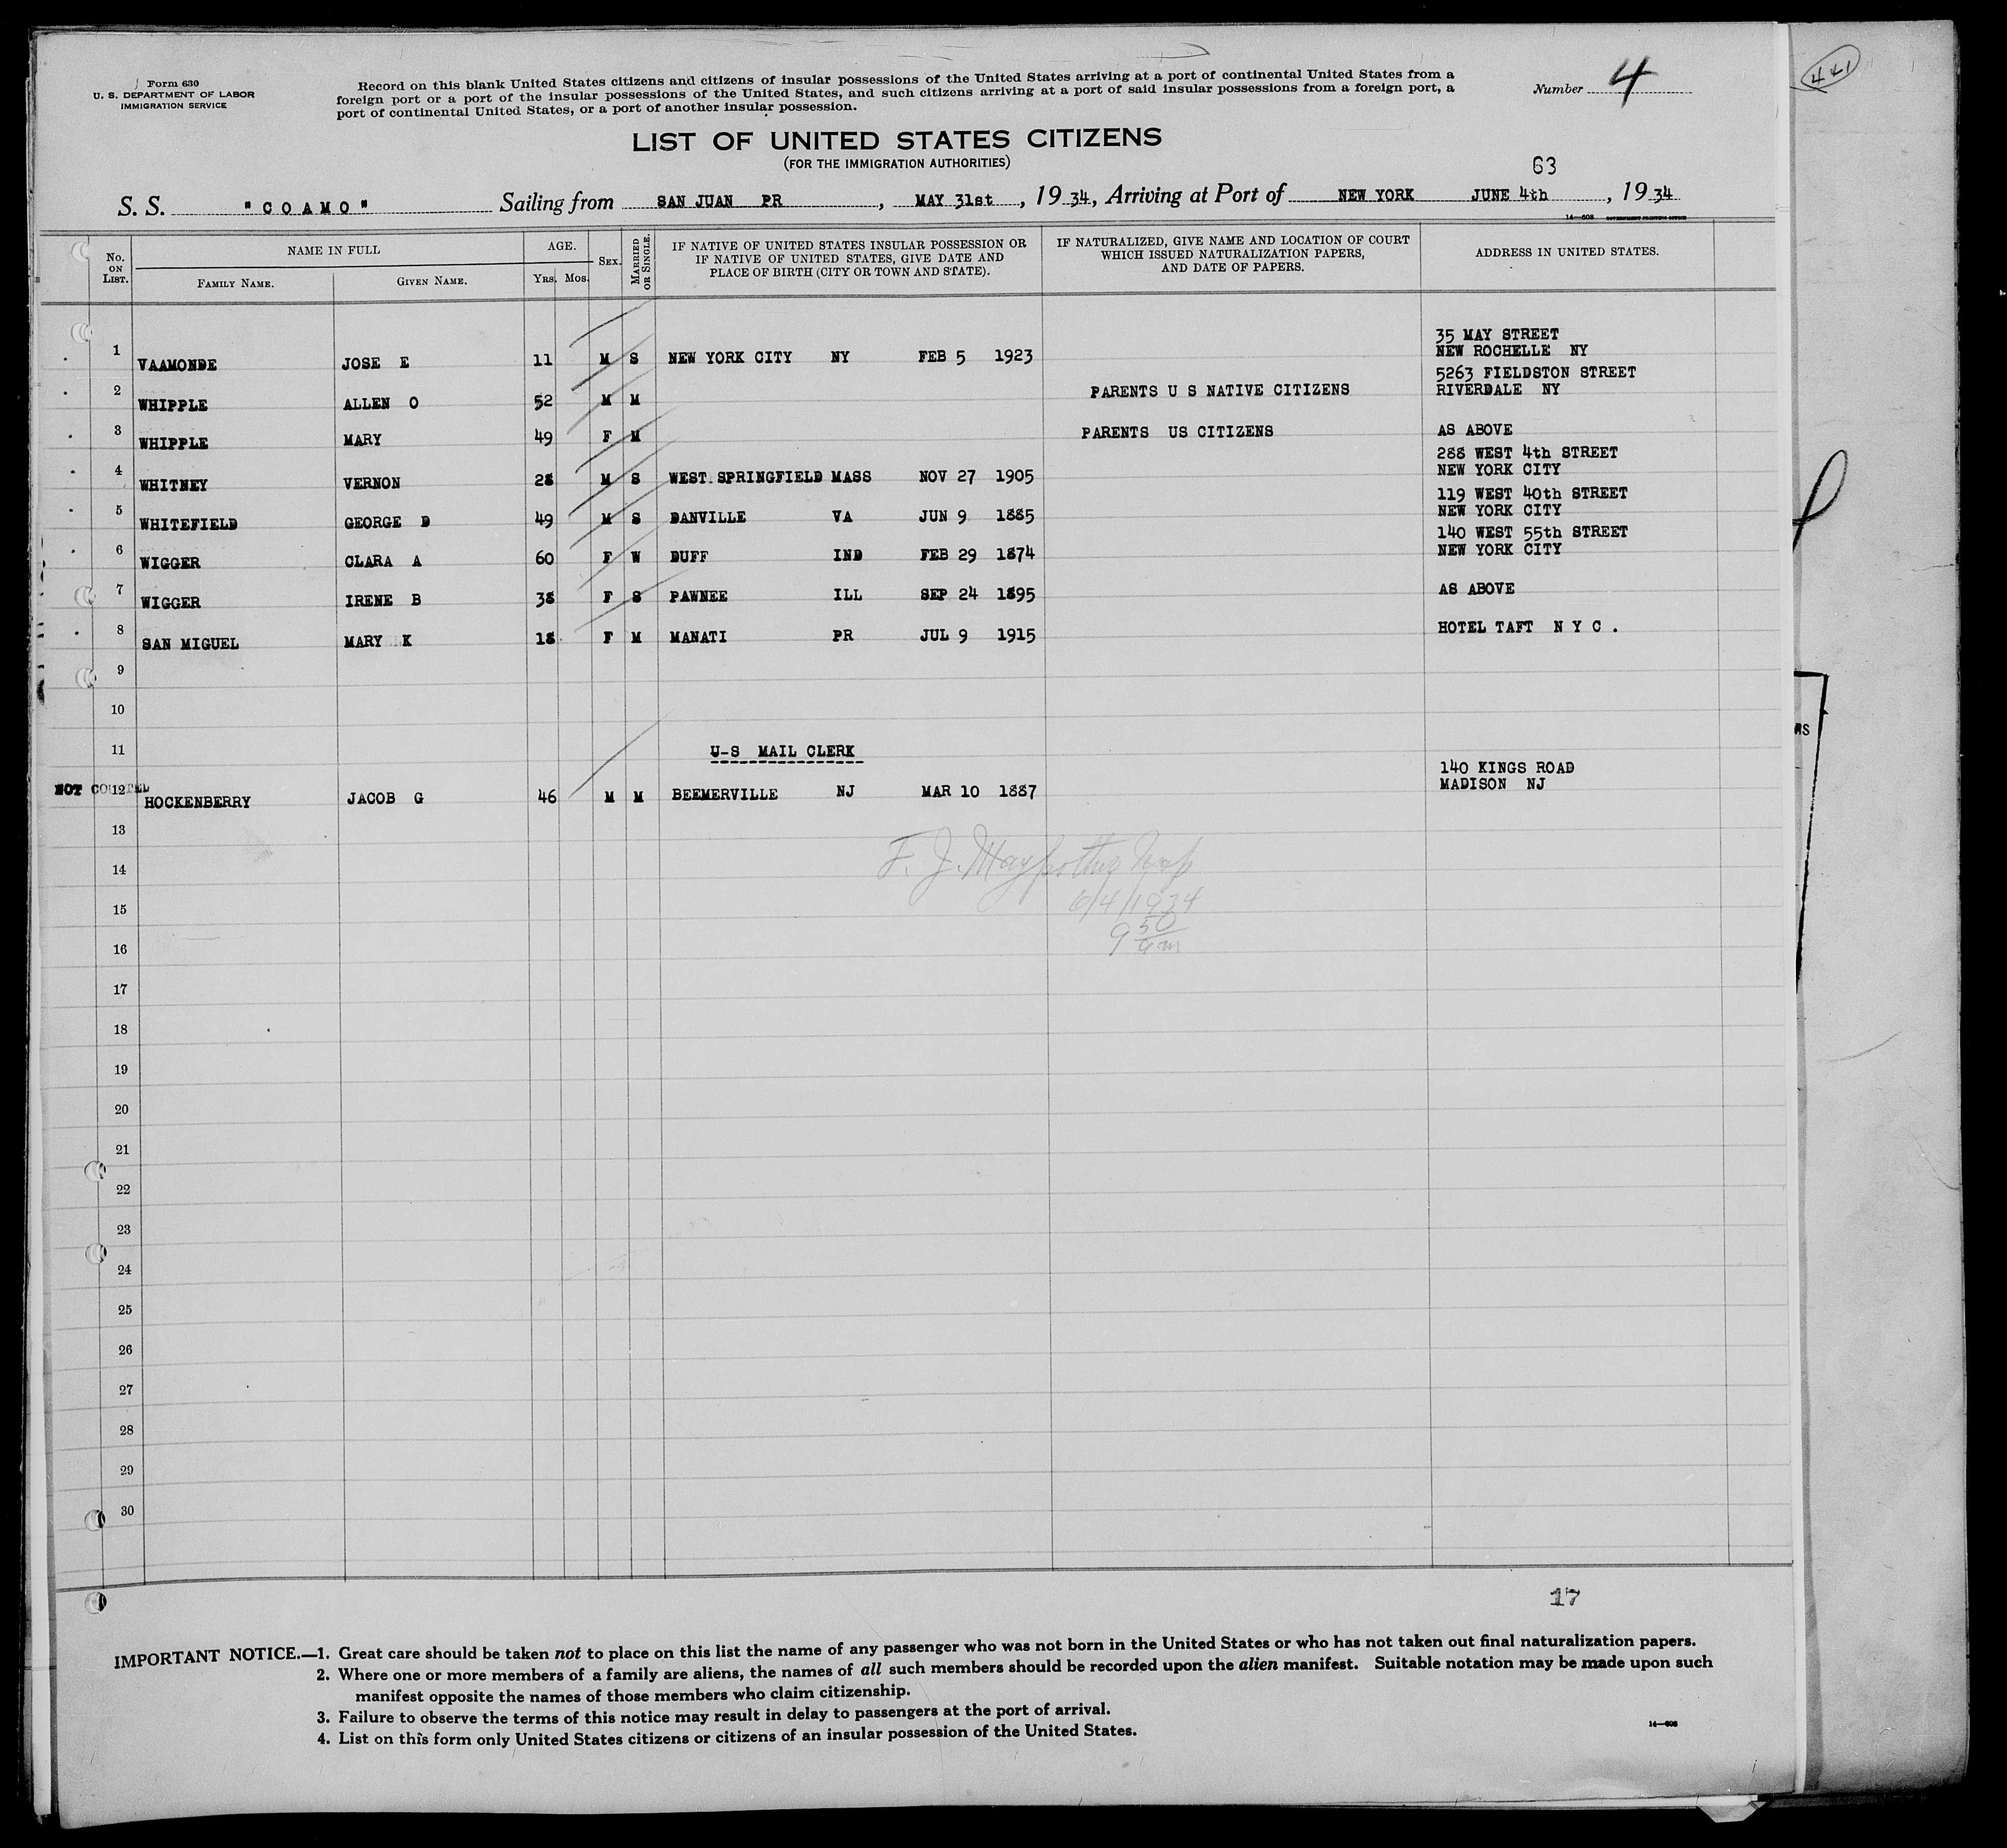 Form 630
U. S. DEPARTMENT OF LABOR
IMMIGRATION SERVICE
Record on this blank United States citizens and citizens of insular possessions of the United States arriving at a port of continental United States from a
foreign port or a port of the insular possessions of the United States, and such citizens arriving at a port of said insular possessions from a foreign port, a
port of continental United States, or a port of another insular possession.
Number 4
441
LIST OF UNITED STATES CITIZENS
(FOR THE IMMIGRATION AUTHORITIES)
63
S. S. "COAMO" Sailing from SAN JUAN PR, MAY 31st, 1934, Arriving at Port of NEW YORK JUNE 4th, 1934
14—608 GOVERNMENT PRINTING OFFICE
No. ON LIST. NAME IN FULL FAMILY NAME. GIVEN NAME. AGE. Yrs. Mos. SEX. MARRIED OR SINGLE. IF NATIVE OF UNITED STATES INSULAR POSSESSION OR IF NATIVE OF UNITED STATES, GIVE DATE AND PLACE OF BIRTH (CITY OR TOWN AND STATE). IF NATURALIZED, GIVE NAME AND LOCATION OF COURT WHICH ISSUED NATURALIZATION PAPERS, AND DATE OF PAPERS. ADDRESS IN UNITED STATES.
1 VAAMONDE JOSE E 11 M S NEW YORK CITY NY FEB 5 1923 35 MAY STREET NEW ROCHELLE NY
2 WHIPPLE ALLEN O 52 M M PARENTS U S NATIVE CITIZENS 5263 FIELDSTON STREET RIVERDALE NY
3 WHIPPLE MARY 49 F M PARENTS US CITIZENS AS ABOVE
4 WHITNEY VERNON 28 M S WEST SPRINGFIELD MASS NOV 27 1905 288 WEST 4th STREET NEW YORK CITY
5 WHITEFIELD GEORGE D 49 M S DANVILLE VA JUN 9 1885 119 WEST 40th STREET NEW YORK CITY
6 WIGGER CLARA A 60 F W DUFF IND FEB 29 1874 140 WEST 55th STREET NEW YORK CITY
7 WIGGER IRENE B 38 F S PAWNEE ILL SEP 24 1895 AS ABOVE
8 SAN MIGUEL MARY K 18 F M MANATI PR JUL 9 1915 HOTEL TAFT N Y C .
9
10
11 U-S MAIL CLERK
NOT COUNTED 12 HOCKENBERRY JACOB G 46 M M BEEMERVILLE NJ MAR 10 1887 140 KINGS ROAD MADISON NJ
13
14 F. J.
15 6/4/1934
16 9 50 am
17
18
19
20
21
22
23
24
25
26
27
28
29
30
17
IMPORTANT NOTICE.—1. Great care should be taken not to place on this list the name of any passenger who was not born in the United States or who has not taken out final naturalization papers.
2. Where one or more members of a family are aliens, the names of all such members should be recorded upon the alien manifest. Suitable notation may be made upon such
manifest opposite the names of those members who claim citizenship.
3. Failure to observe the terms of this notice may result in delay to passengers at the port of arrival.
4. List on this form only United States citizens or citizens of an insular possession of the United States.
14—608